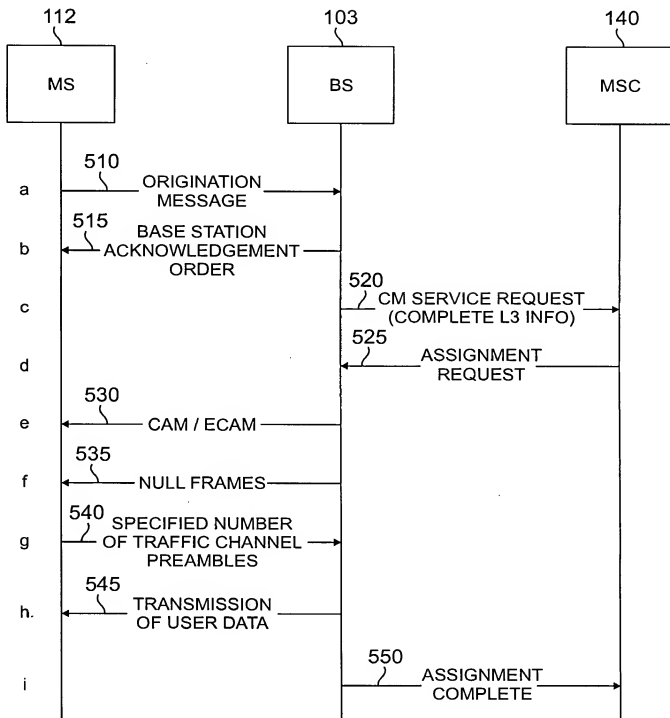 112
103
140
MS
BS
MSC
510
a
ORIGINATION
MESSAGE
515
BASE STATION
b
ACKNOWLEDGEMENT
ORDER
520
c
CM SERVICE REQUEST
(COMPLETE L3 INFO)
525
d
ASSIGNMENT
REQUEST
530
e
CAM / ECAM
535
f
NULL FRAMES
540
SPECIFIED NUMBER
g
OF TRAFFIC CHANNEL
PREAMBLES
545
h.
TRANSMISSION
OF USER DATA
550
i
ASSIGNMENT
COMPLETE